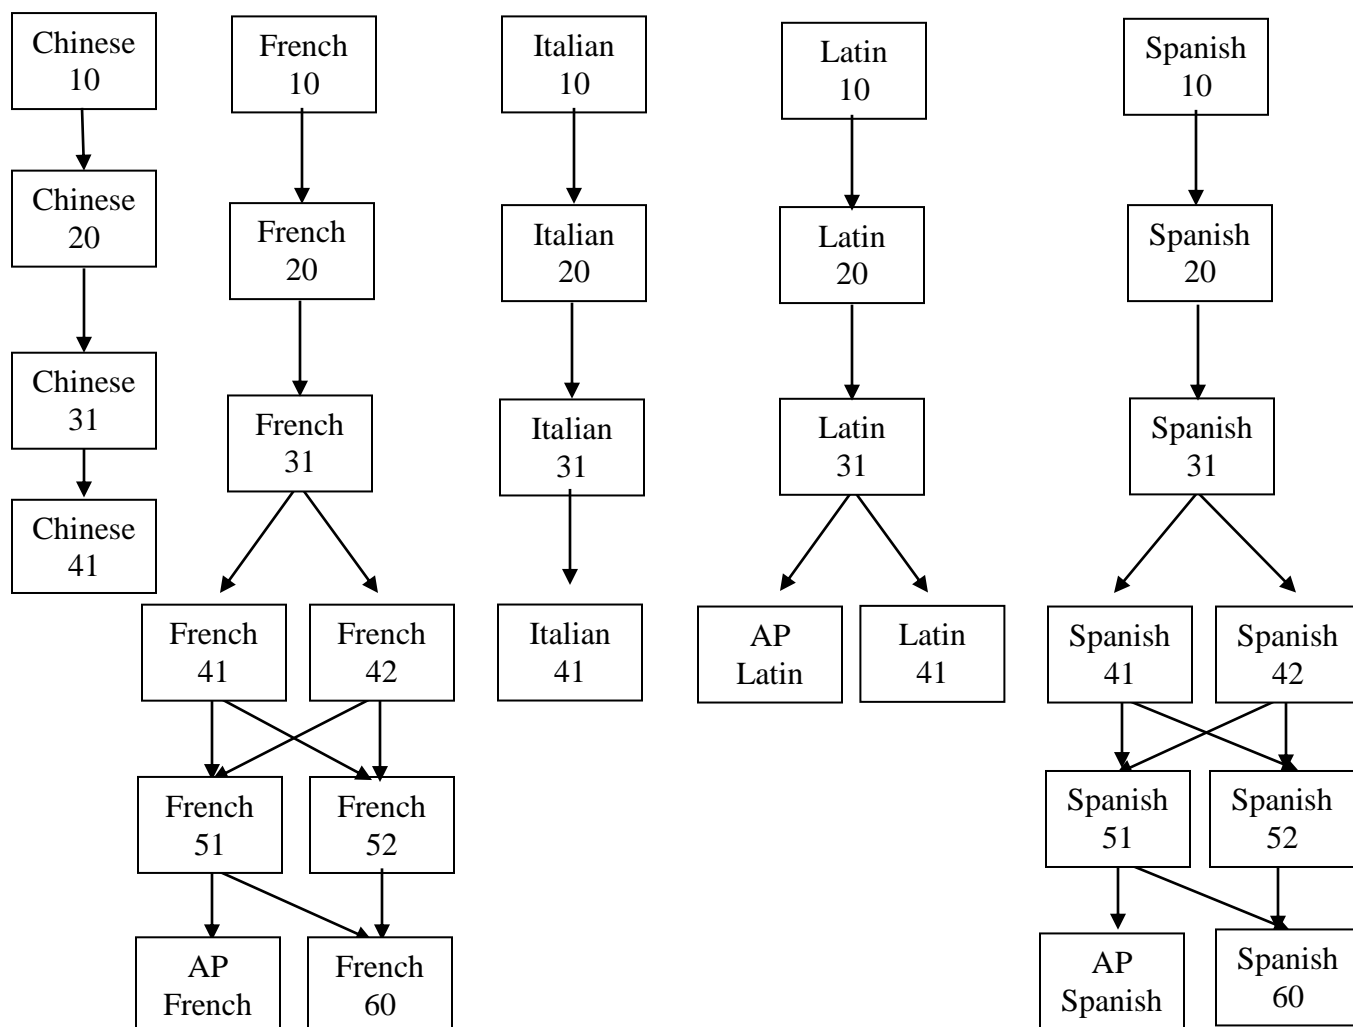 Chinese
10
French
10
Italian
10
Latin
10
Spanish
10
Chinese
20
French
20
Italian
20
Latin
20
Spanish
20
Chinese
31
French
31
Italian
31
Latin
31
Spanish
31
Chinese
41
French
41
French
42
Italian
41
AP
Latin
Latin
41
Spanish
41
Spanish
42
French
51
French
52
Spanish
51
Spanish
52
AP
French
French
60
AP
Spanish
Spanish
60